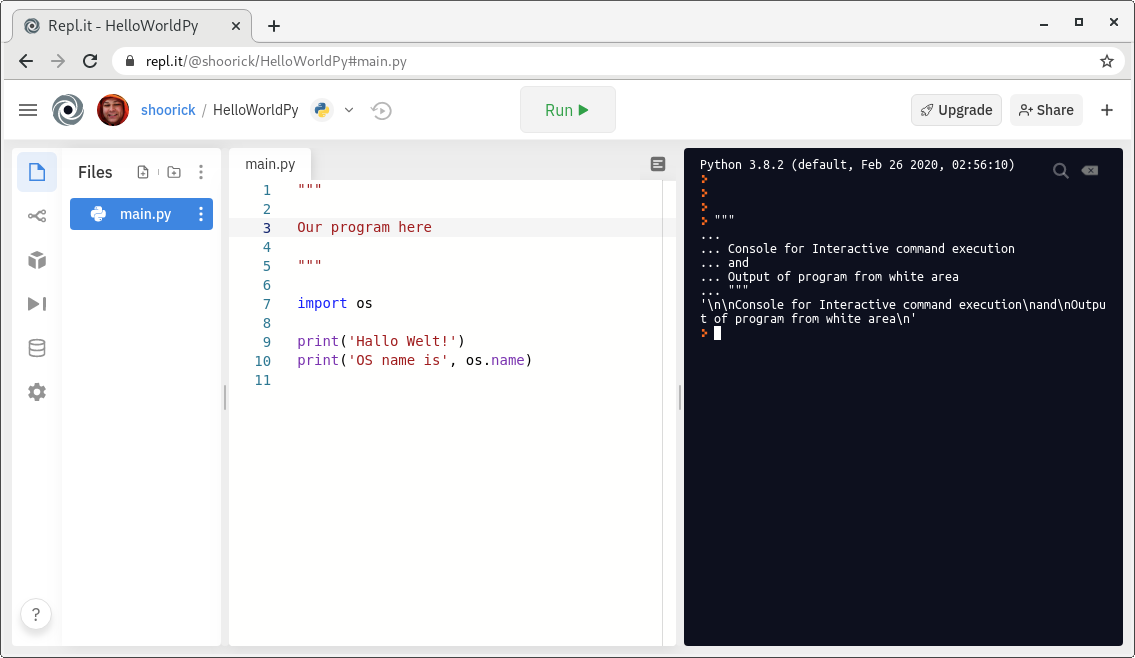 Repl.it - HelloWorldPy
repl.it/@shoorick/HelloWorldPy#main.py
shoorick / HelloWorldPy
Run
Upgrade
Share
Files
main.py
main.py
1 """
2
3 Our program here
4
5 """
6
7 import os
8
9 print('Hallo Welt!')
10 print('OS name is', os.name)
11
?
Python 3.8.2 (default, Feb 26 2020, 02:56:10)
"""
...
... Console for Interactive command execution
... and
... Output of program from white area
... """
'\n\nConsole for Interactive command execution\nand\nOutpu
t of program from white area\n'